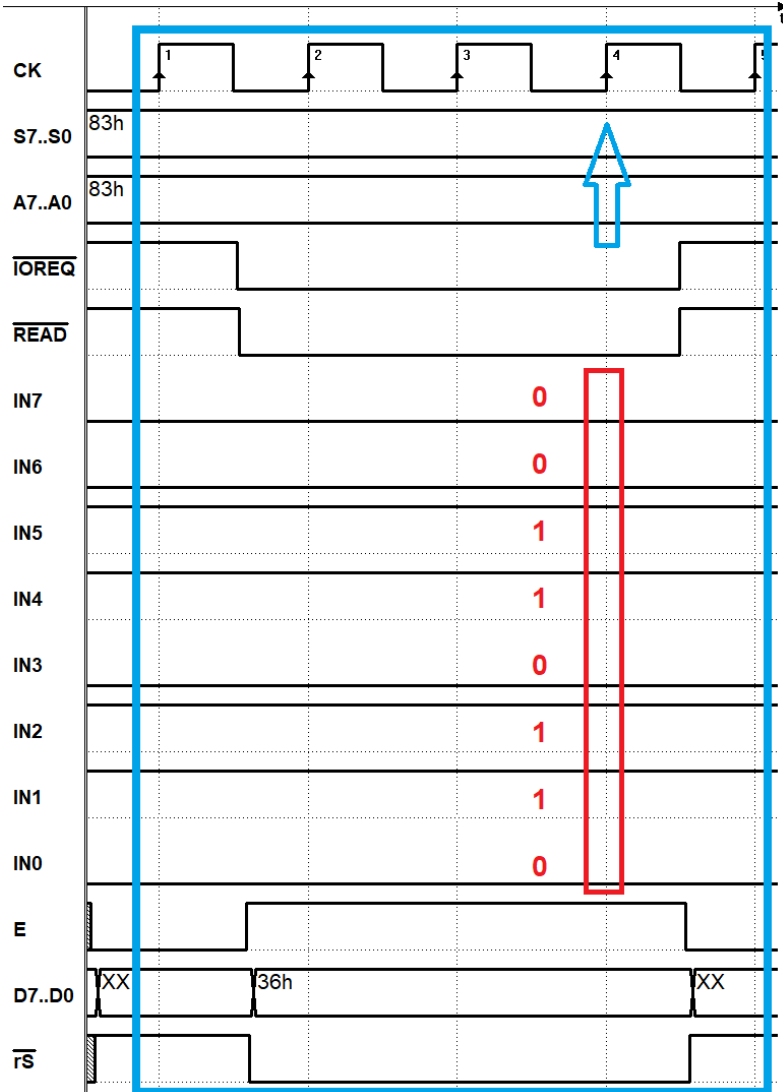 t
CK 1 2 3 4 5
S7..S0 83h
A7..A0 83h
IOREQ
READ
IN7 0
IN6 0
IN5 1
IN4 1
IN3 0
IN2 1
IN1 1
IN0 0
E
D7..D0 XX 36h XX
rS